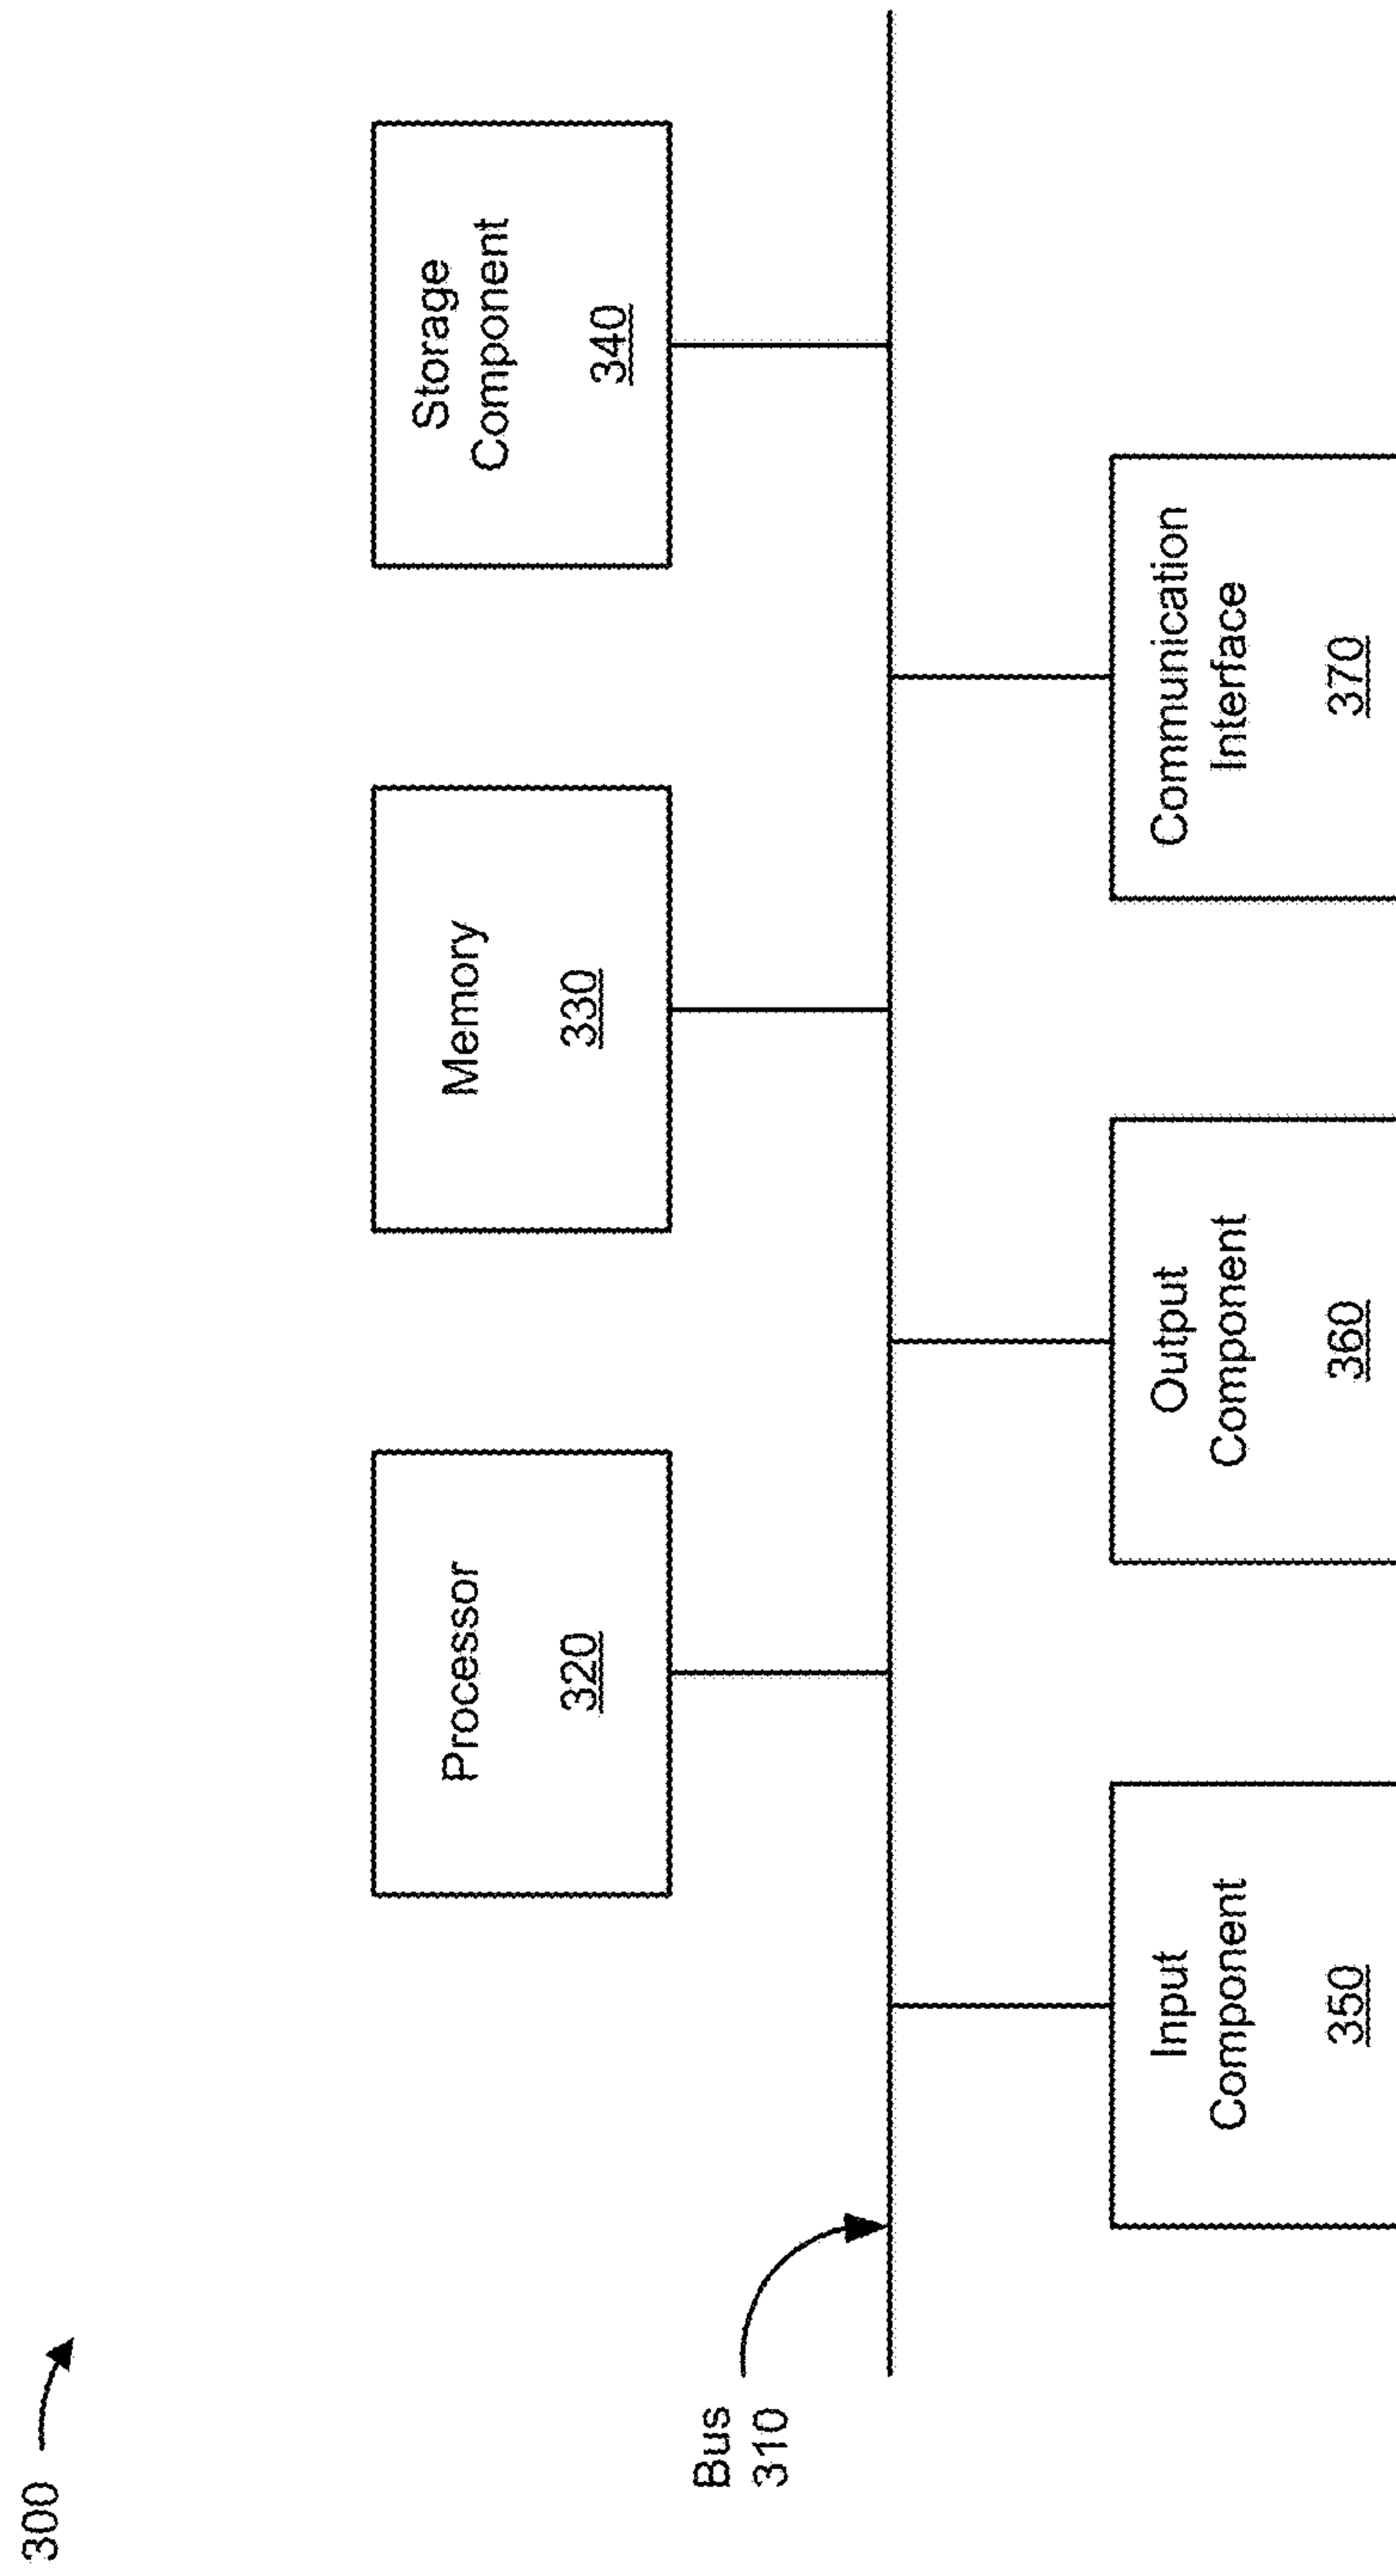 300
Processor
320
Memory
330
Storage
Component
340
Bus
310
Input
Component
350
Output
Component
360
Communication
Interface
370